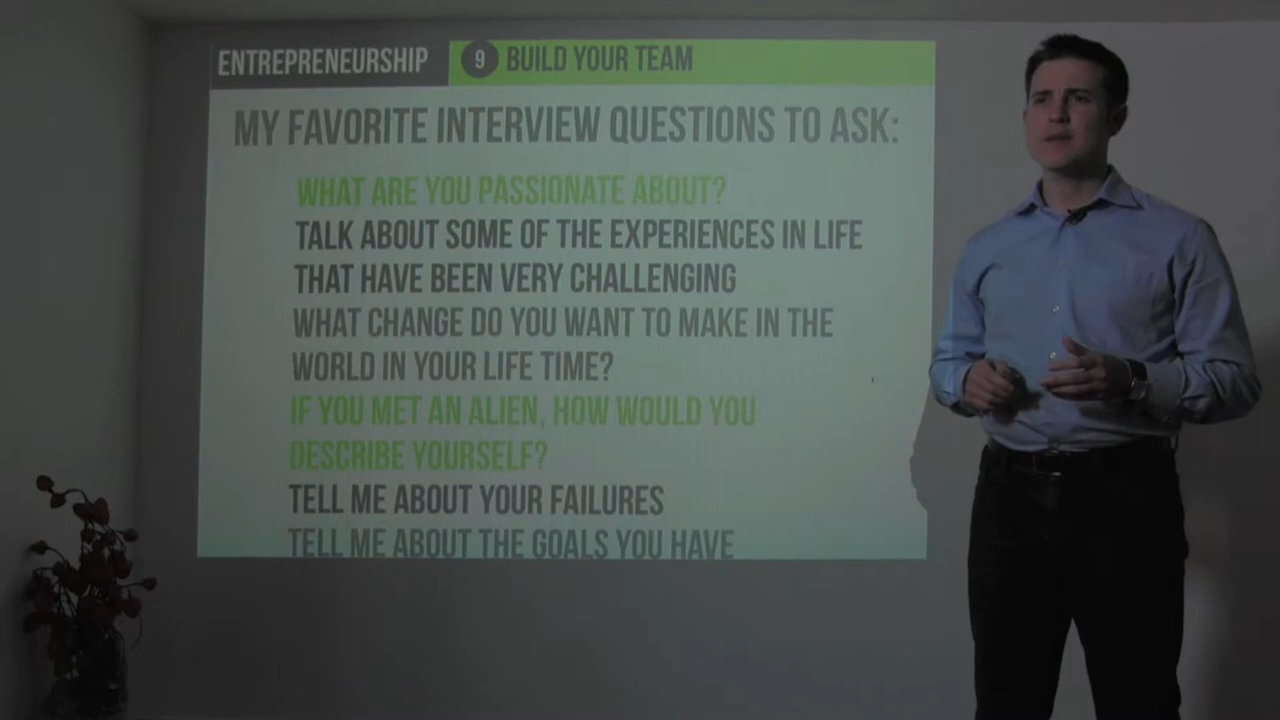 ENTREPRENEURSHIP 9 BUILD YOUR TEAM
MY FAVORITE INTERVIEW QUESTIONS TO ASK:
WHAT ARE YOU PASSIONATE ABOUT?
TALK ABOUT SOME OF THE EXPERIENCES IN LIFE
THAT HAVE BEEN VERY CHALLENGING
WHAT CHANGE DO YOU WANT TO MAKE IN THE
WORLD IN YOUR LIFE TIME?
IF YOU MET AN ALIEN, HOW WOULD YOU
DESCRIBE YOURSELF?
TELL ME ABOUT YOUR FAILURES
TELL ME ABOUT THE GOALS YOU HAVE